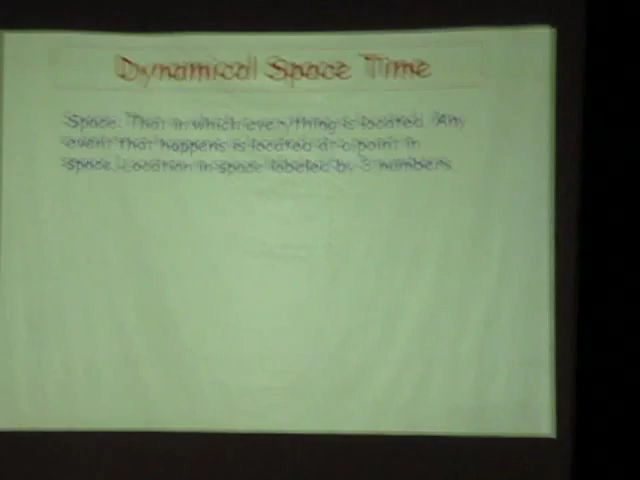 Dynamical Space Time
Space: That in which everything is located. Any
event that happens is located at a point in
space. Location in space labeled by 3 numbers